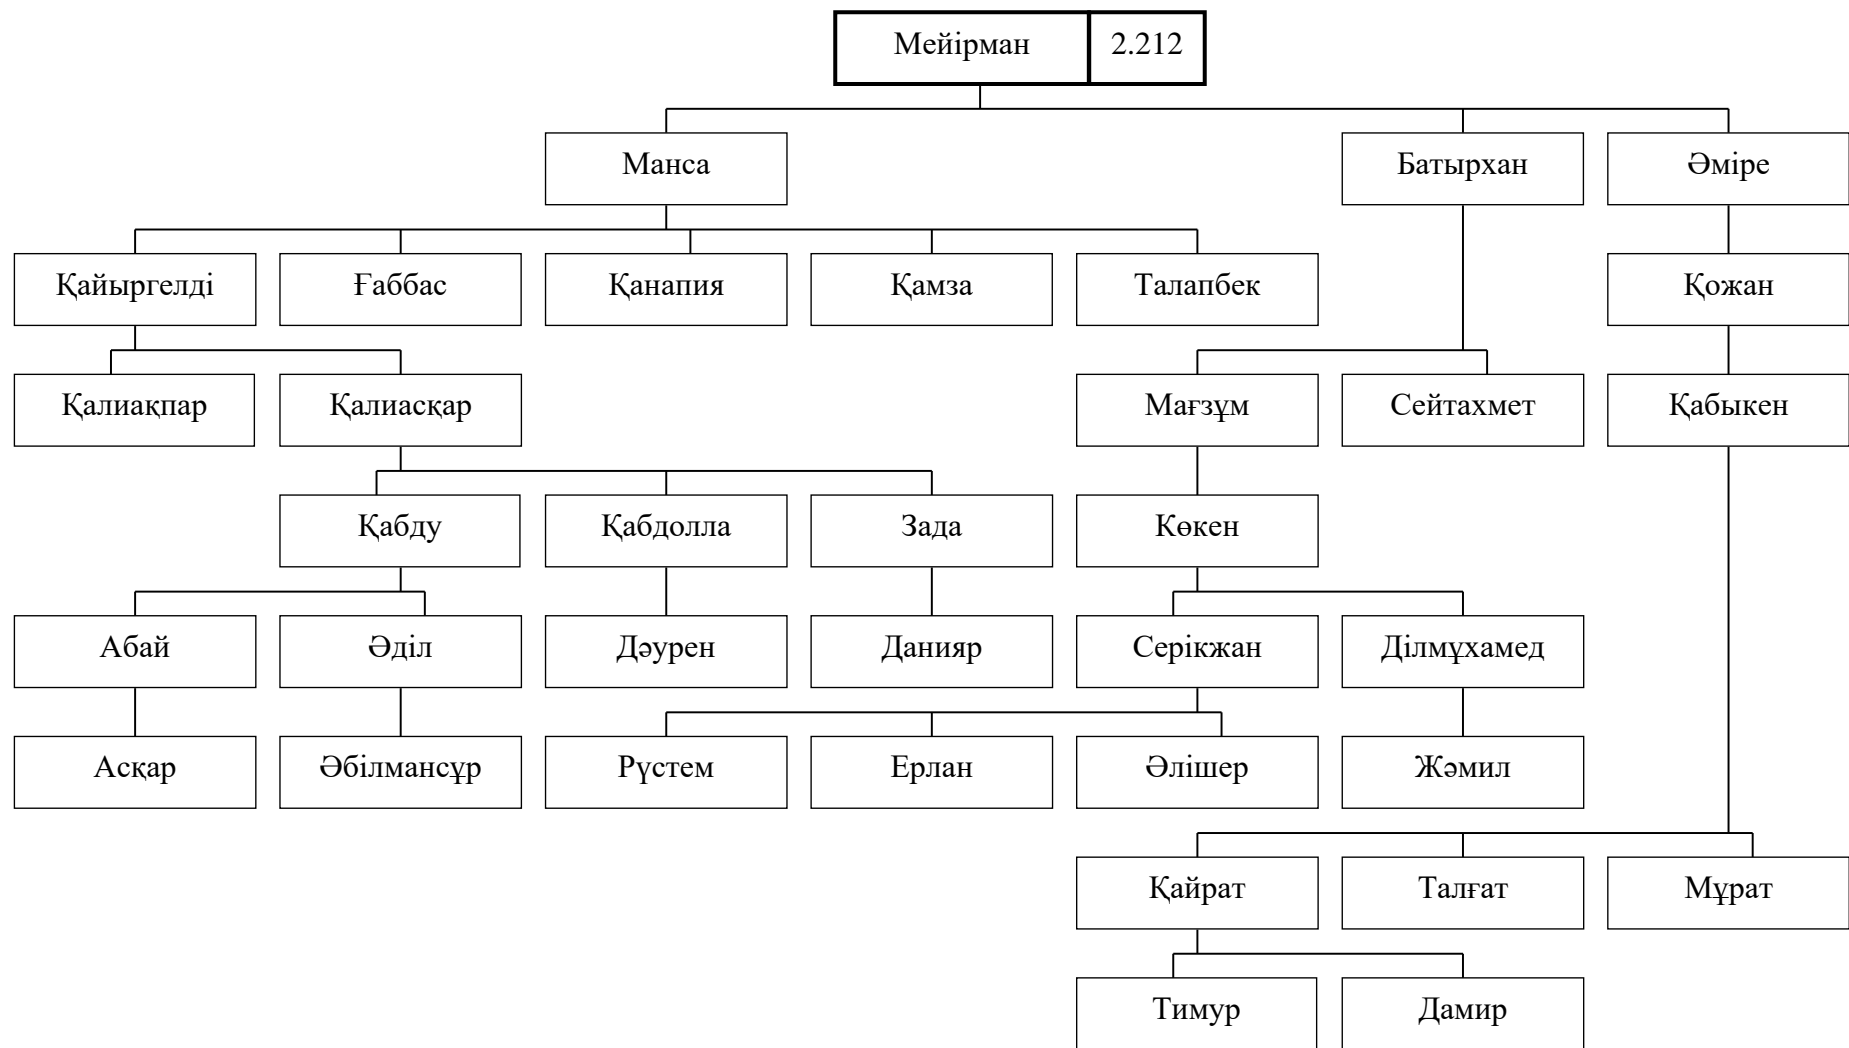 Мейірман 2.212
Манса Батырхан Әміре
Қайыргелді Ғаббас Қанапия Қамза Талапбек Қожан
Қалиақпар Қалиасқар Мағзұм Сейтахмет Қабыкен
Қабду Қабдолла Зада Көкен
Абай Әділ Дәурен Данияр Серікжан Ділмұхамед
Асқар Әбілмансұр Рүстем Ерлан Әлішер Жәмил
Қайрат Талғат Мұрат
Тимур Дамир